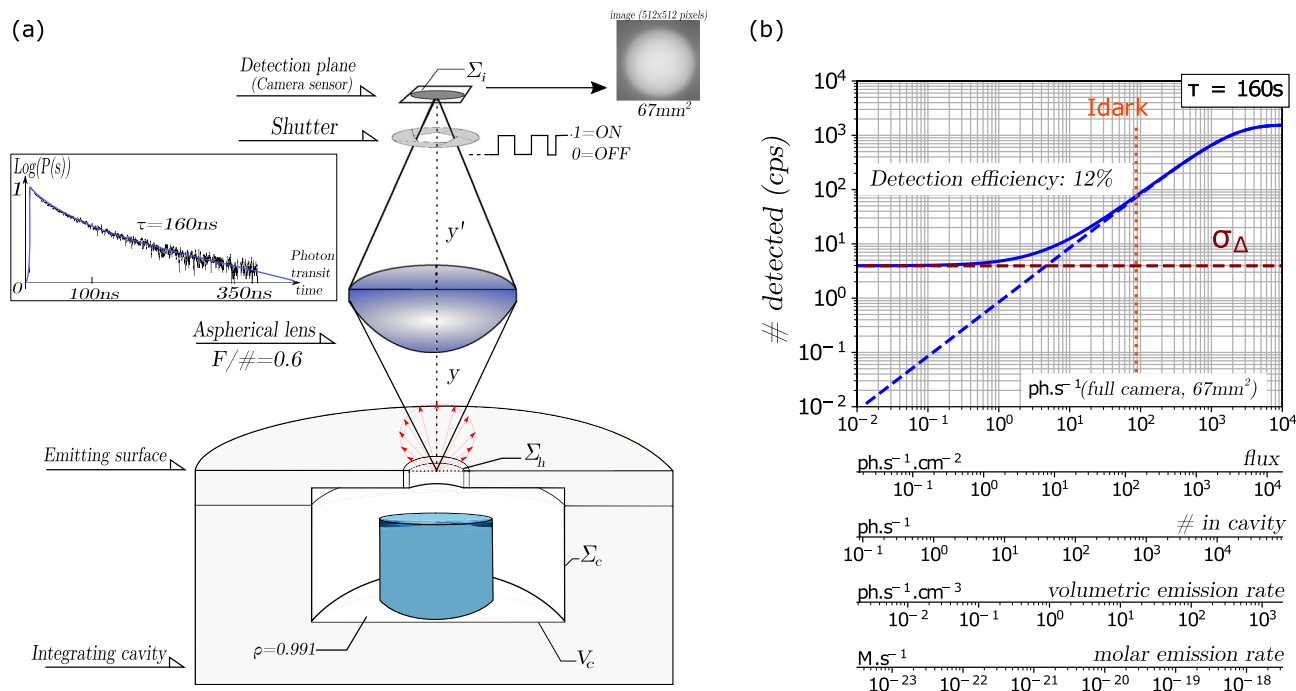 (a)
image (512x512 pixels)
67mm²
Detection plane
(Camera sensor)
Σi
Shutter
1=ON
0=OFF
Log(P(s))
1
τ=160ns
0
100ns
350ns
Photon
transit
time
y'
Aspherical lens
F/#=0.6
y
Emitting surface
Σh
Σc
ρ=0.991
Vc
Integrating cavity
(b)
τ = 160s
Idark
Detection efficiency: 12%
σΔ
# detected (cps)
10⁴
10³
10²
10¹
10⁰
10⁻¹
10⁻²
ph.s⁻¹(full camera, 67mm²)
10⁻² 10⁻¹ 10⁰ 10¹ 10² 10³ 10⁴
ph.s⁻¹.cm⁻² flux
10⁻¹ 10⁰ 10¹ 10² 10³ 10⁴
ph.s⁻¹ # in cavity
10⁻¹ 10⁰ 10¹ 10² 10³ 10⁴
ph.s⁻¹.cm⁻³ volumetric emission rate
10⁻² 10⁻¹ 10⁰ 10¹ 10² 10³
M.s⁻¹ molar emission rate
10⁻²³ 10⁻²² 10⁻²¹ 10⁻²⁰ 10⁻¹⁹ 10⁻¹⁸